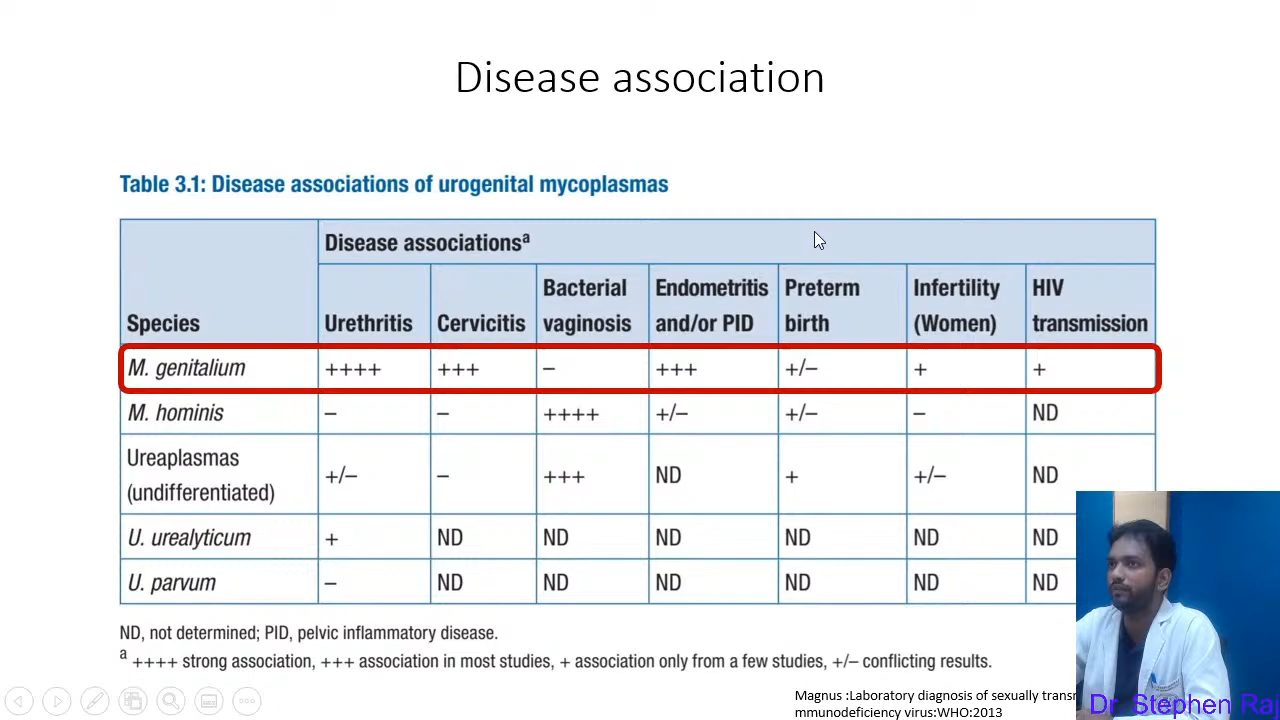 Disease association
Table 3.1: Disease associations of urogenital mycoplasmas
Disease associationsᵃ
Species Urethritis Cervicitis Bacterial vaginosis Endometritis and/or PID Preterm birth Infertility (Women) HIV transmission
M. genitalium ++++ +++ – +++ +/– + +
M. hominis – – ++++ +/– +/– – ND
Ureaplasmas (undifferentiated) +/– – +++ ND + +/– ND
U. urealyticum + ND ND ND ND ND ND
U. parvum – ND ND ND ND ND ND
ND, not determined; PID, pelvic inflammatory disease.
ᵃ ++++ strong association, +++ association in most studies, + association only from a few studies, +/– conflicting results.
Magnus :Laboratory diagnosis of sexually
mmunodeficiency virus:WHO:2013
Dr. Stephen Raj